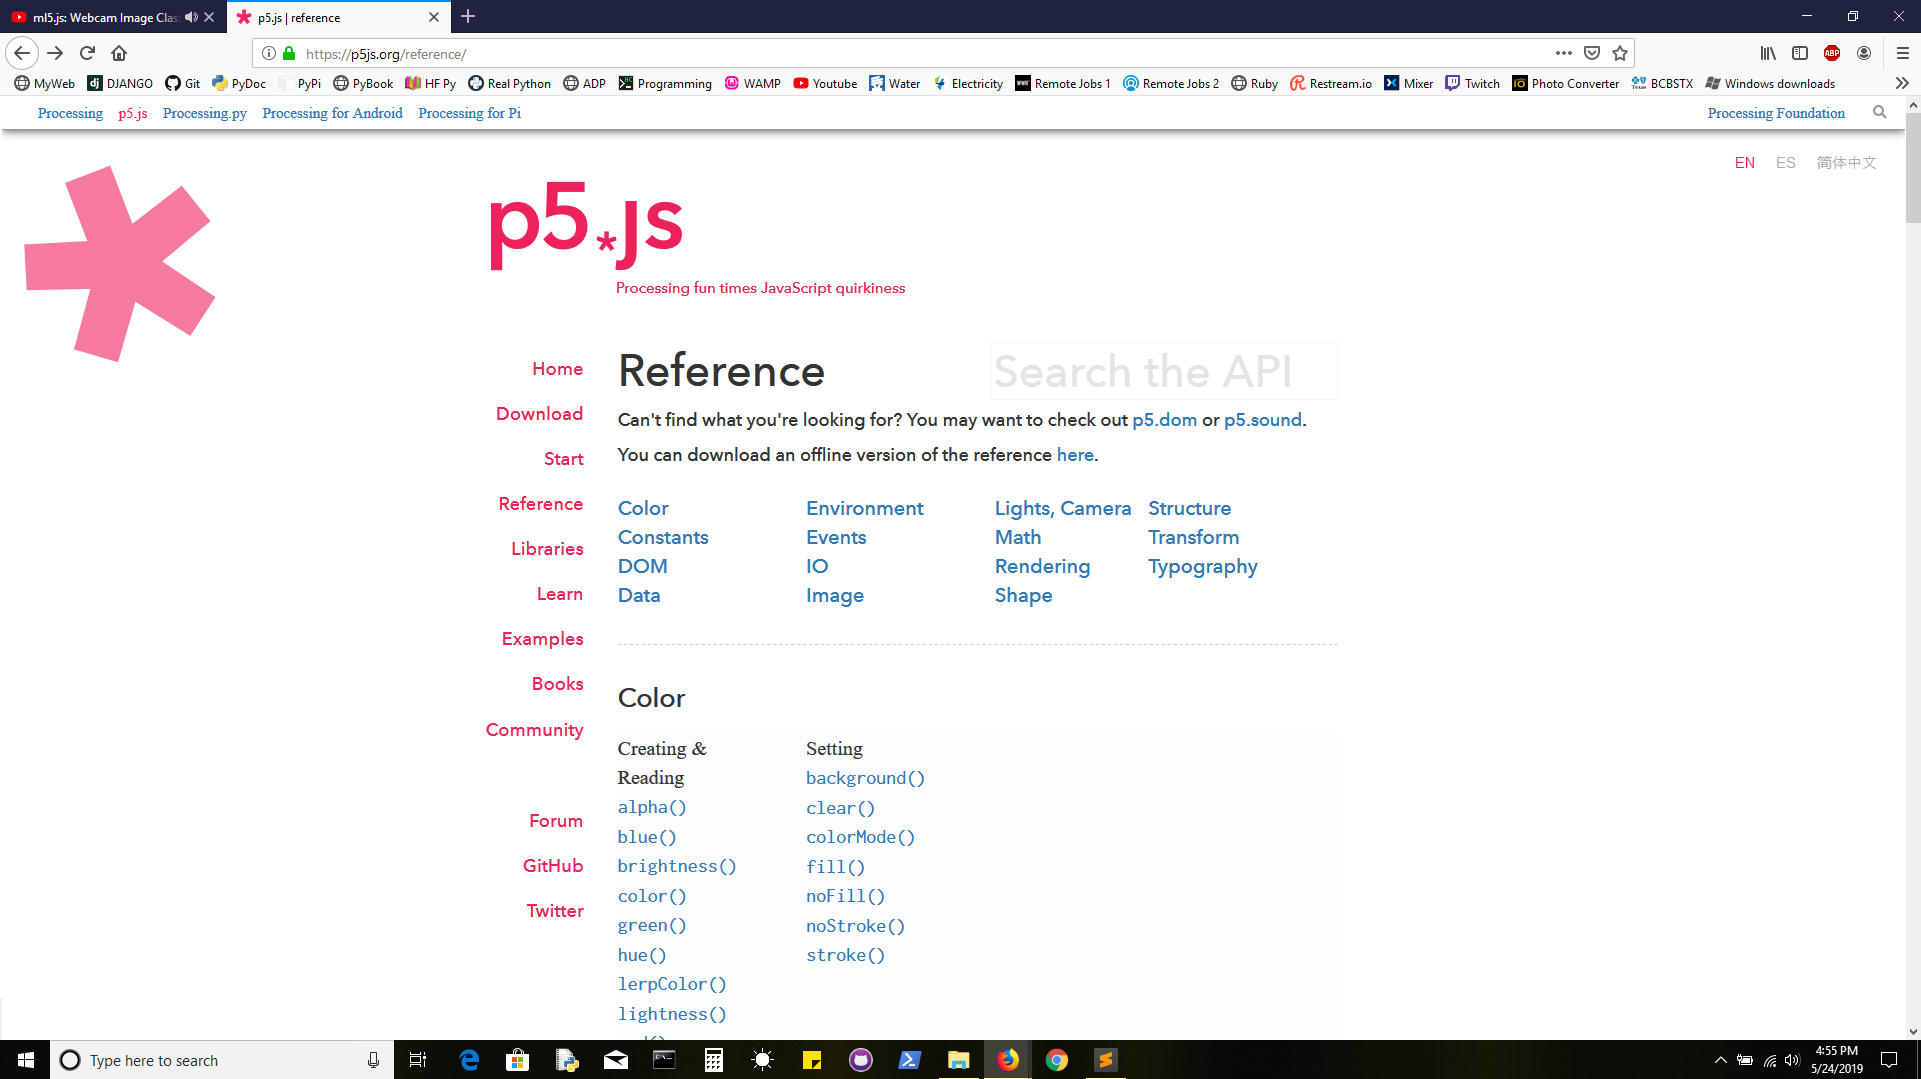 ml5.js: Webcam Image Clas
p5.js | reference
https://p5js.org/reference/
MyWeb DJANGO Git PyDoc PyPi PyBook HF Py Real Python ADP Programming WAMP Youtube Water Electricity Remote Jobs 1 Remote Jobs 2 Ruby Restream.io Mixer Twitch Photo Converter BCBSTX Windows downloads
Processing p5.js Processing.py Processing for Android Processing for Pi Processing Foundation
EN ES 简体中文
p5*js
Processing fun times JavaScript quirkiness
Home
Download
Start
Reference
Libraries
Learn
Examples
Books
Community
Forum
GitHub
Twitter
Reference
Search the API
Can't find what you're looking for? You may want to check out p5.dom or p5.sound.
You can download an offline version of the reference here.
Color Environment Lights, Camera Structure
Constants Events Math Transform
DOM IO Rendering Typography
Data Image Shape
Color
Creating &
Reading
alpha()
blue()
brightness()
color()
green()
hue()
lerpColor()
lightness()
Setting
background()
clear()
colorMode()
fill()
noFill()
noStroke()
stroke()
Type here to search
4:55 PM
5/24/2019